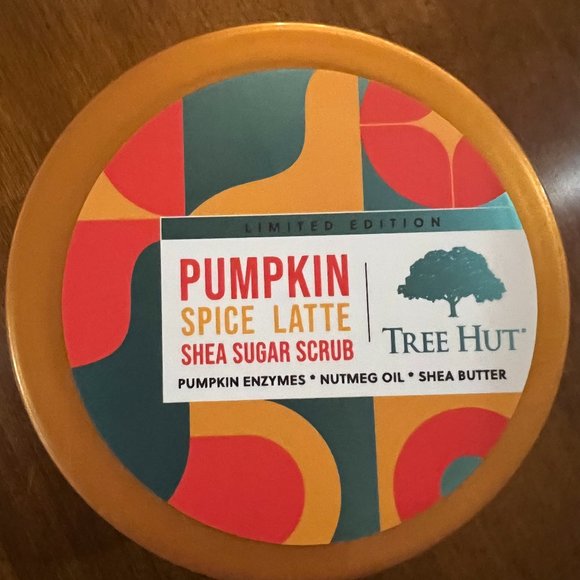 LIMITED EDITION
PUMPKIN
SPICE LATTE
SHEA SUGAR SCRUB
TREE HUT®
PUMPKIN ENZYMES * NUTMEG OIL * SHEA BUTTER